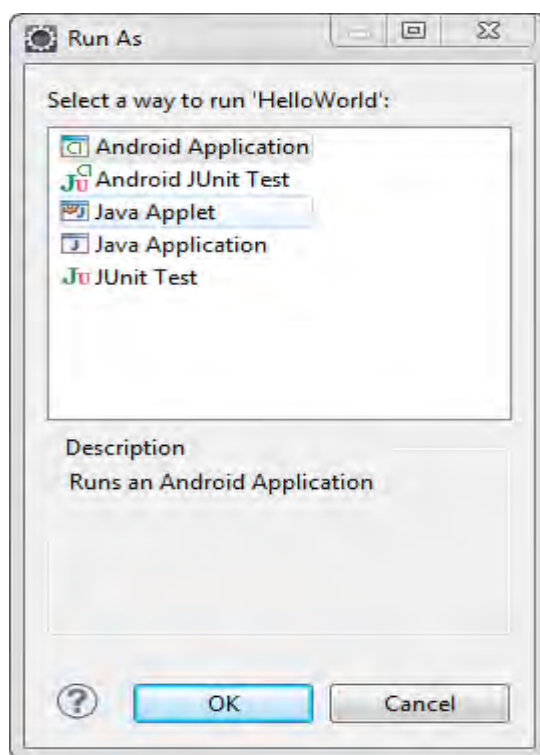 Run As
Select a way to run 'HelloWorld':
Android Application
Android JUnit Test
Java Applet
Java Application
JUnit Test
Description
Runs an Android Application
OK
Cancel